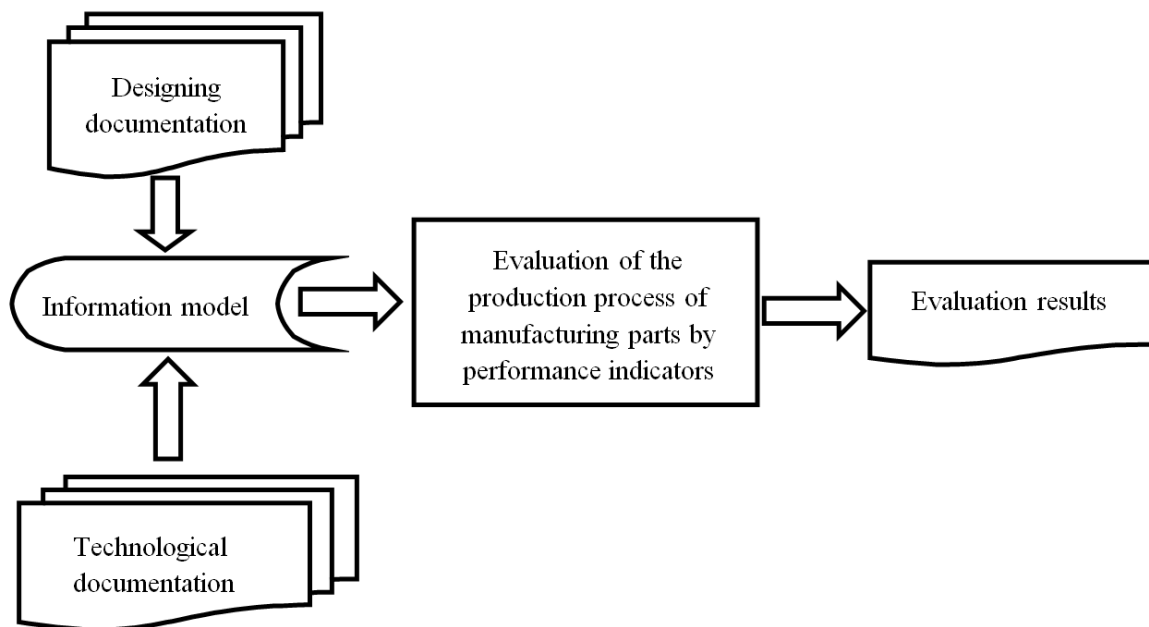 Designing
documentation
Information model
Evaluation of the
production process of
manufacturing parts by
performance indicators
Evaluation results
Technological
documentation